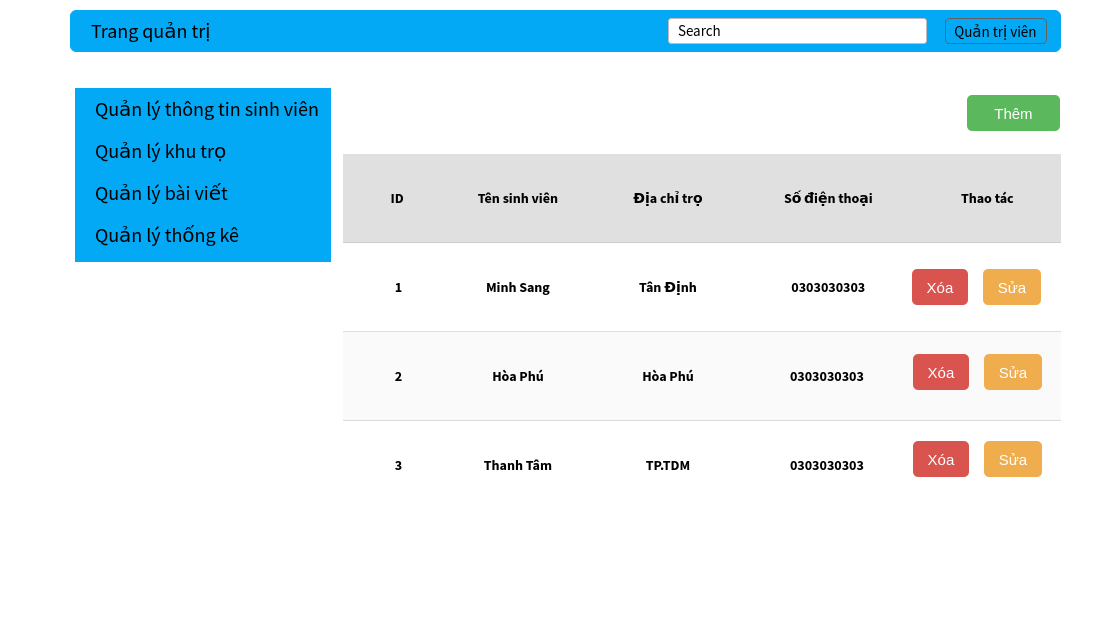 Trang quản trị Search Quản trị viên
Quản lý thông tin sinh viên
Quản lý khu trọ
Quản lý bài viết
Quản lý thống kê
Thêm
ID Tên sinh viên Địa chỉ trọ Số điện thoại Thao tác
1 Minh Sang Tân Định 0303030303 Xóa Sửa
2 Hòa Phú Hòa Phú 0303030303 Xóa Sửa
3 Thanh Tâm TP.TDM 0303030303 Xóa Sửa